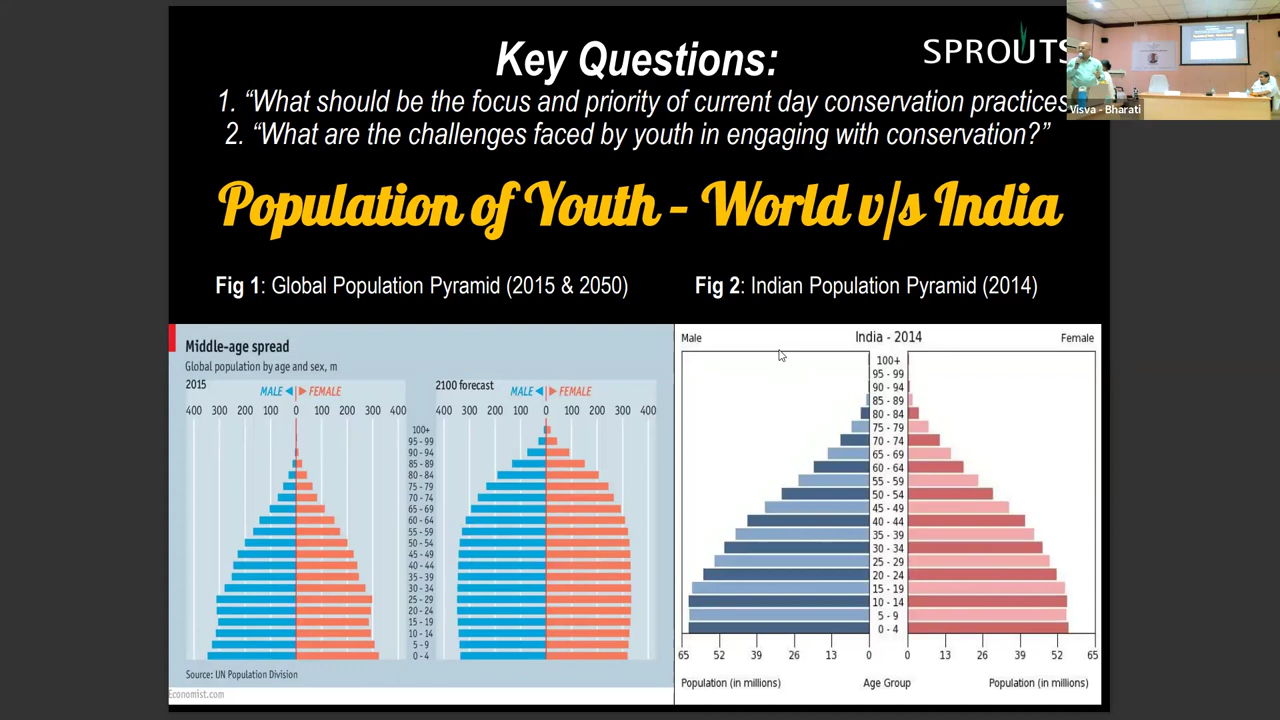 Key Questions:
SPROUTS
1. “What should be the focus and priority of current day conservation practices
2. “What are the challenges faced by youth in engaging with conservation?”
Visva - Bharati
Population of Youth – World v/s India
Fig 1: Global Population Pyramid (2015 & 2050)
Fig 2: Indian Population Pyramid (2014)
Middle-age spread
Global population by age and sex, m
2015
MALE ◀ ▶ FEMALE
400 300 200 100 0 100 200 300 400
2100 forecast
MALE ◀ ▶ FEMALE
400 300 200 100 0 100 200 300 400
100+
95 - 99
90 - 94
85 - 89
80 - 84
75 - 79
70 - 74
65 - 69
60 - 64
55 - 59
50 - 54
45 - 49
40 - 44
35 - 39
30 - 34
25 - 29
20 - 24
15 - 19
10 - 14
5 - 9
0 - 4
Source: UN Population Division
Economist.com
Male
India - 2014
Female
100+
95 - 99
90 - 94
85 - 89
80 - 84
75 - 79
70 - 74
65 - 69
60 - 64
55 - 59
50 - 54
45 - 49
40 - 44
35 - 39
30 - 34
25 - 29
20 - 24
15 - 19
10 - 14
5 - 9
0 - 4
65 52 39 26 13 0 0 13 26 39 52 65
Population (in millions)
Age Group
Population (in millions)